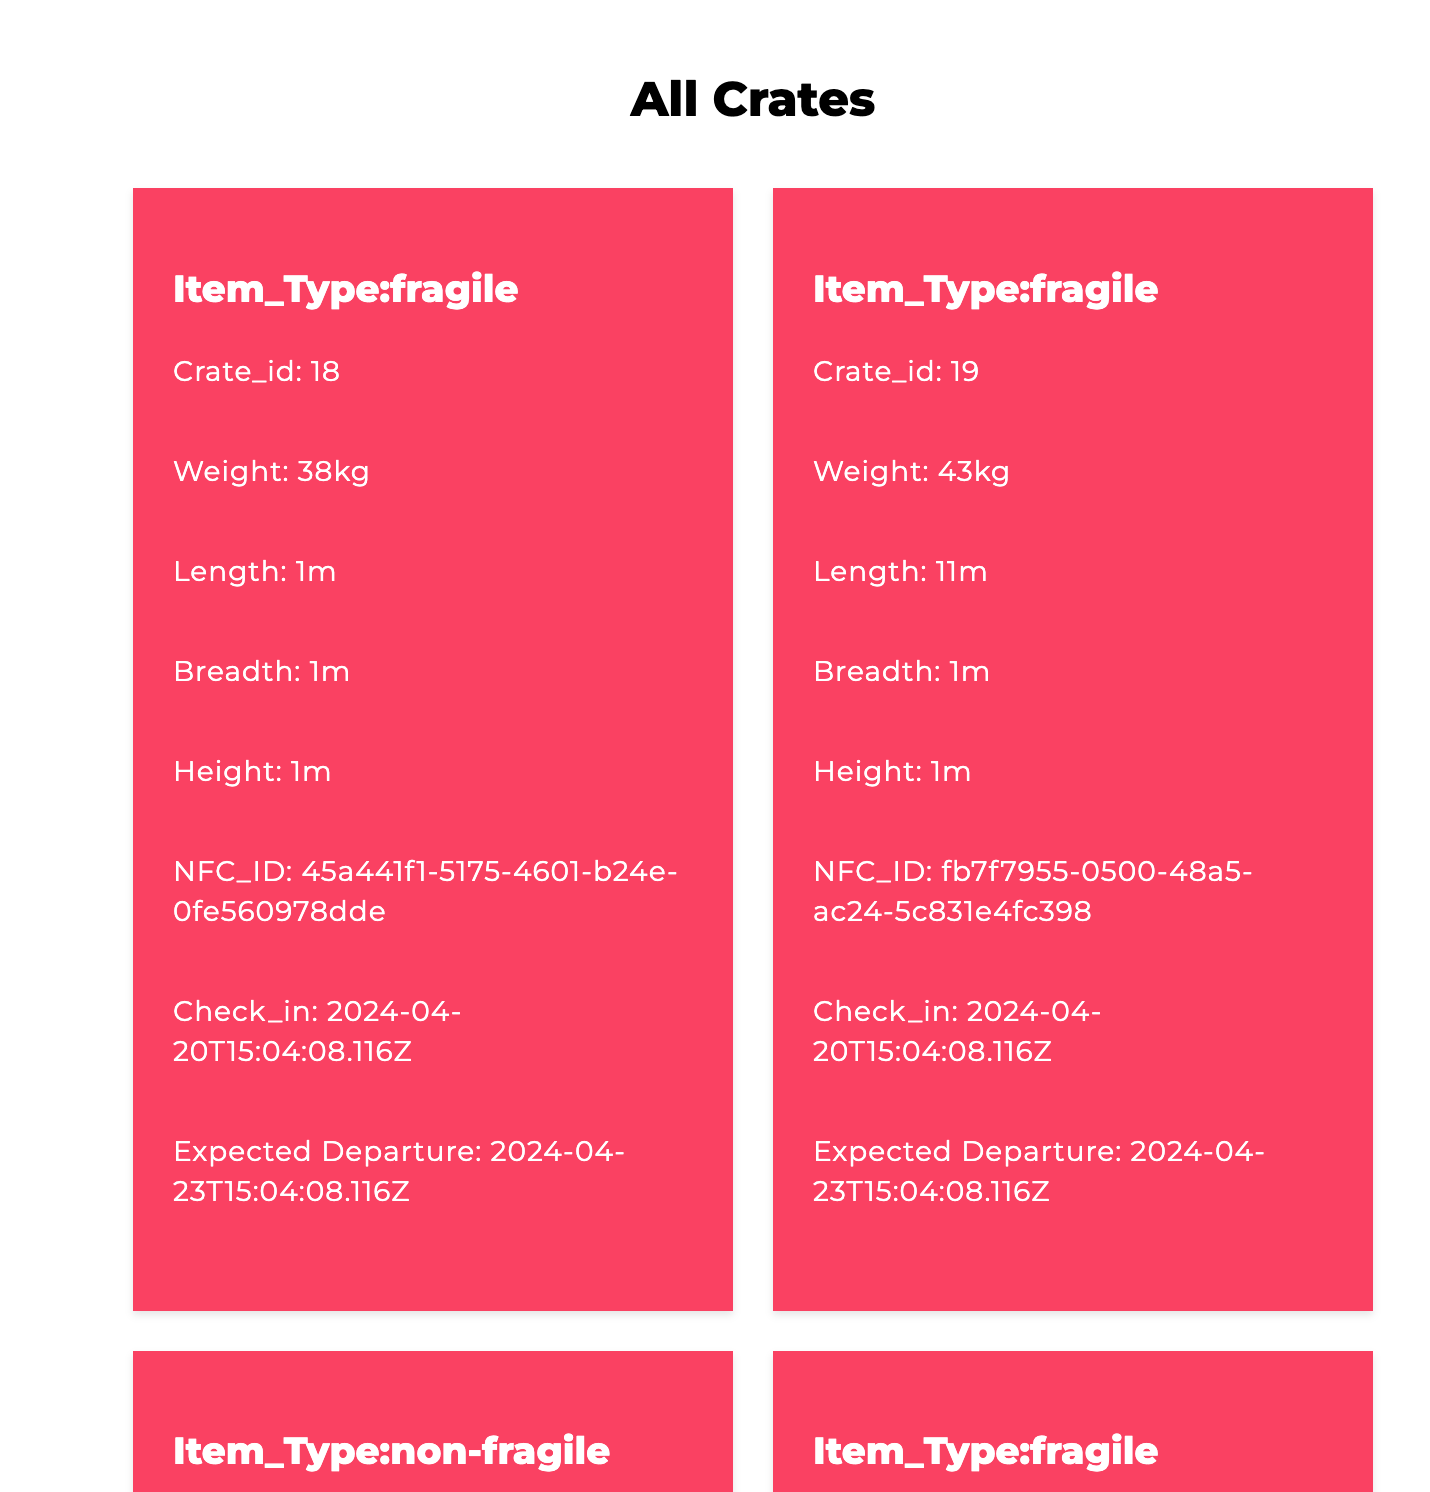 All Crates
Item_Type:fragile
Crate_id: 18
Weight: 38kg
Length: 1m
Breadth: 1m
Height: 1m
NFC_ID: 45a441f1-5175-4601-b24e-
0fe560978dde
Check_in: 2024-04-
20T15:04:08.116Z
Expected Departure: 2024-04-
23T15:04:08.116Z
Item_Type:fragile
Crate_id: 19
Weight: 43kg
Length: 11m
Breadth: 1m
Height: 1m
NFC_ID: fb7f7955-0500-48a5-
ac24-5c831e4fc398
Check_in: 2024-04-
20T15:04:08.116Z
Expected Departure: 2024-04-
23T15:04:08.116Z
Item_Type:non-fragile
Item_Type:fragile